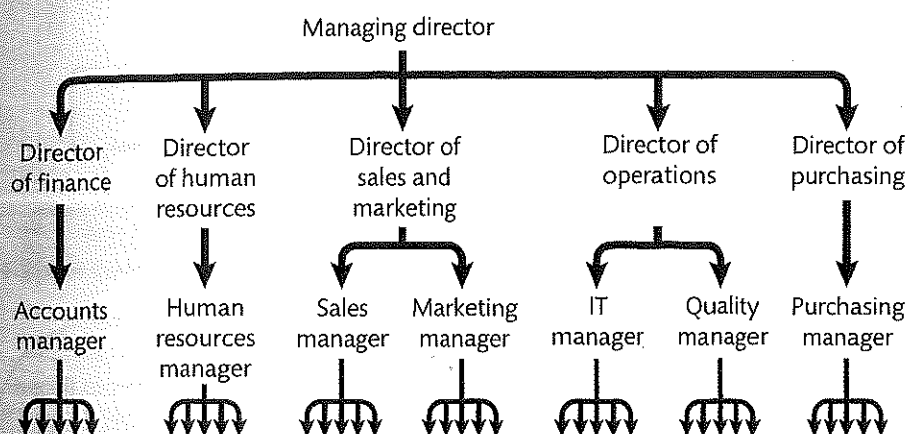 Managing director
Director
of finance
Director
of human
resources
Director of
sales and
marketing
Director of
operations
Director of
purchasing
Accounts
manager
Human
resources
manager
Sales
manager
Marketing
manager
IT
manager
Quality
manager
Purchasing
manager